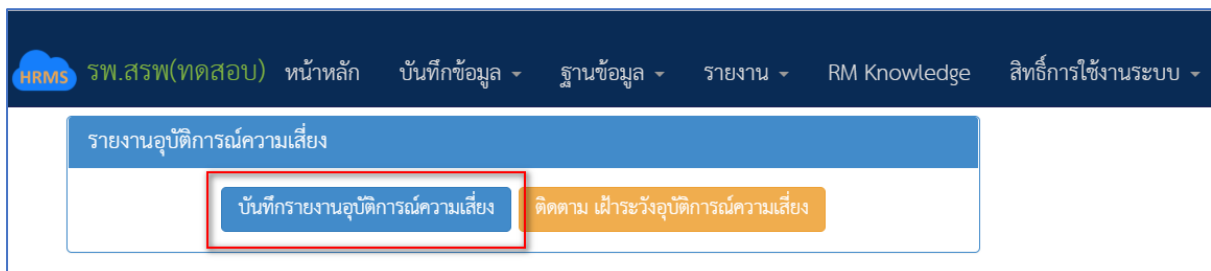 HRMS รพ.สรพ(ทดสอบ) หน้าหลัก บันทึกข้อมูล ฐานข้อมูล รายงาน RM Knowledge สิทธิ์การใช้งานระบบ
รายงานอุบัติการณ์ความเสี่ยง
บันทึกรายงานอุบัติการณ์ความเสี่ยง ติดตาม เฝ้าระวังอุบัติการณ์ความเสี่ยง